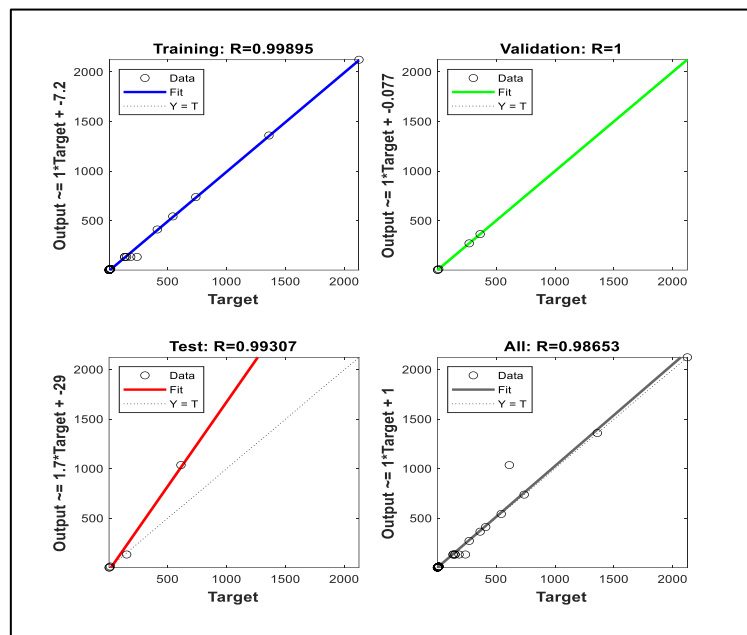 Training: R=0.99895
Output ~= 1*Target + -7.2
2000
1500
1000
500
Data
Fit
Y = T
500
1000
1500
2000
Target
Validation: R=1
Output ~= 1*Target + -0.077
2000
1500
1000
500
Data
Fit
Y = T
500
1000
1500
2000
Target
Test: R=0.99307
Output ~= 1.7*Target + -29
2000
1500
1000
500
Data
Fit
Y = T
500
1000
1500
2000
Target
All: R=0.98653
Output ~= 1*Target + 1
2000
1500
1000
500
Data
Fit
Y = T
500
1000
1500
2000
Target